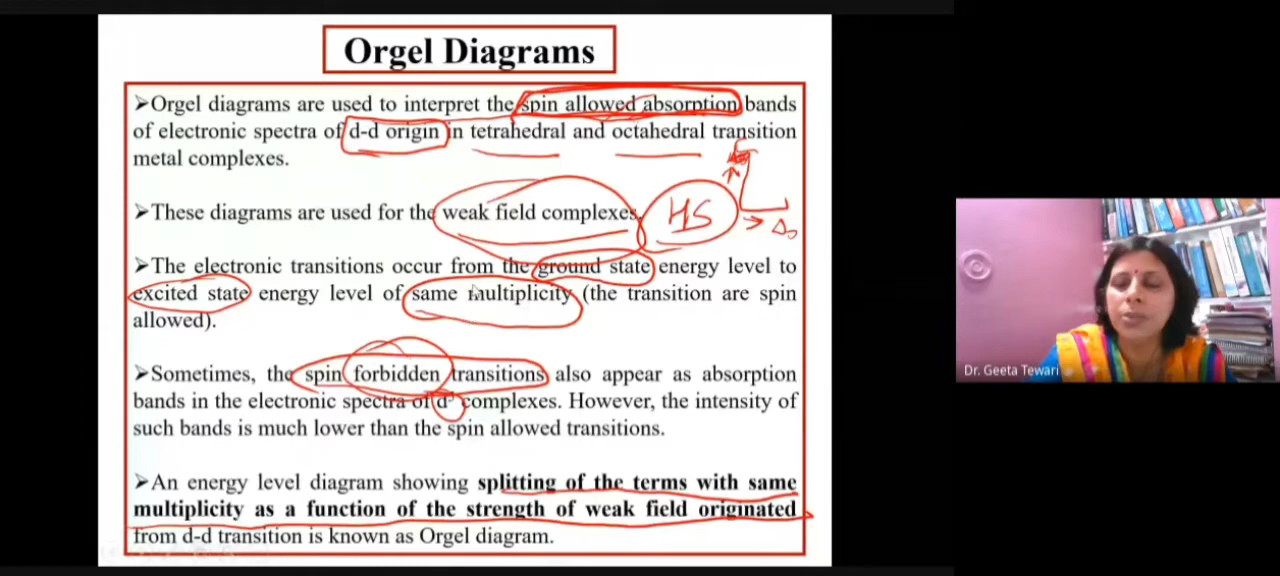 Orgel Diagrams
➢Orgel diagrams are used to interpret the spin allowed absorption bands
of electronic spectra of d-d origin in tetrahedral and octahedral transition
metal complexes.
➢These diagrams are used for the weak field complexes.
HS
Δ₀
➢The electronic transitions occur from the ground state energy level to
excited state energy level of same multiplicity (the transition are spin
allowed).
➢Sometimes, the spin forbidden transitions also appear as absorption
bands in the electronic spectra of complexes. However, the intensity of
such bands is much lower than the spin allowed transitions.
➢An energy level diagram showing splitting of the terms with same
multiplicity as a function of the strength of weak field originated
from d-d transition is known as Orgel diagram.
Dr. Geeta Tewari